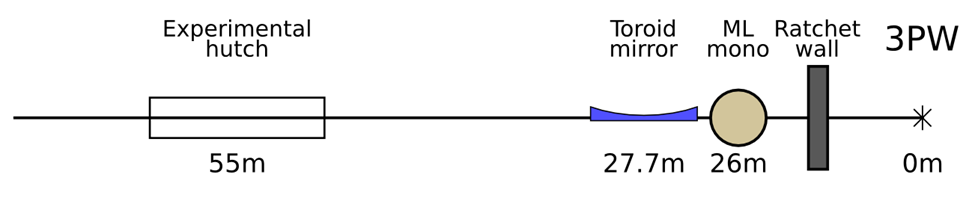 Experimental
hutch
Toroid
mirror
ML
mono
Ratchet
wall
3PW
55m
27.7m
26m
0m